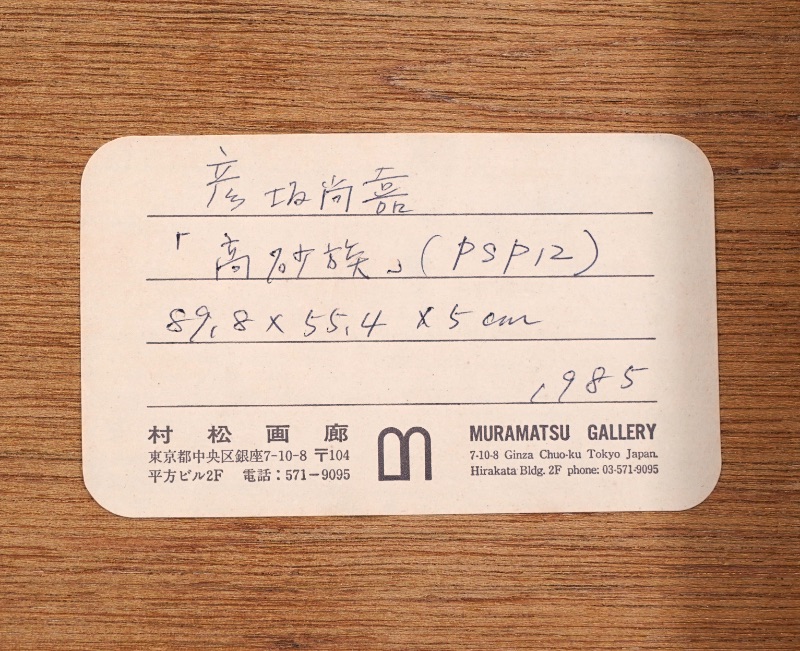 彦坂尚嘉
「高砂族」(PSP12)
89.8 × 55.4 × 5 cm
1985
村松画廊
東京都中央区銀座7-10-8 〒104
平方ビル2F 電話：571-9095
MURAMATSU GALLERY
7-10-8 Ginza Chuo-ku Tokyo Japan.
Hirakata Bldg. 2F phone: 03-571-9095